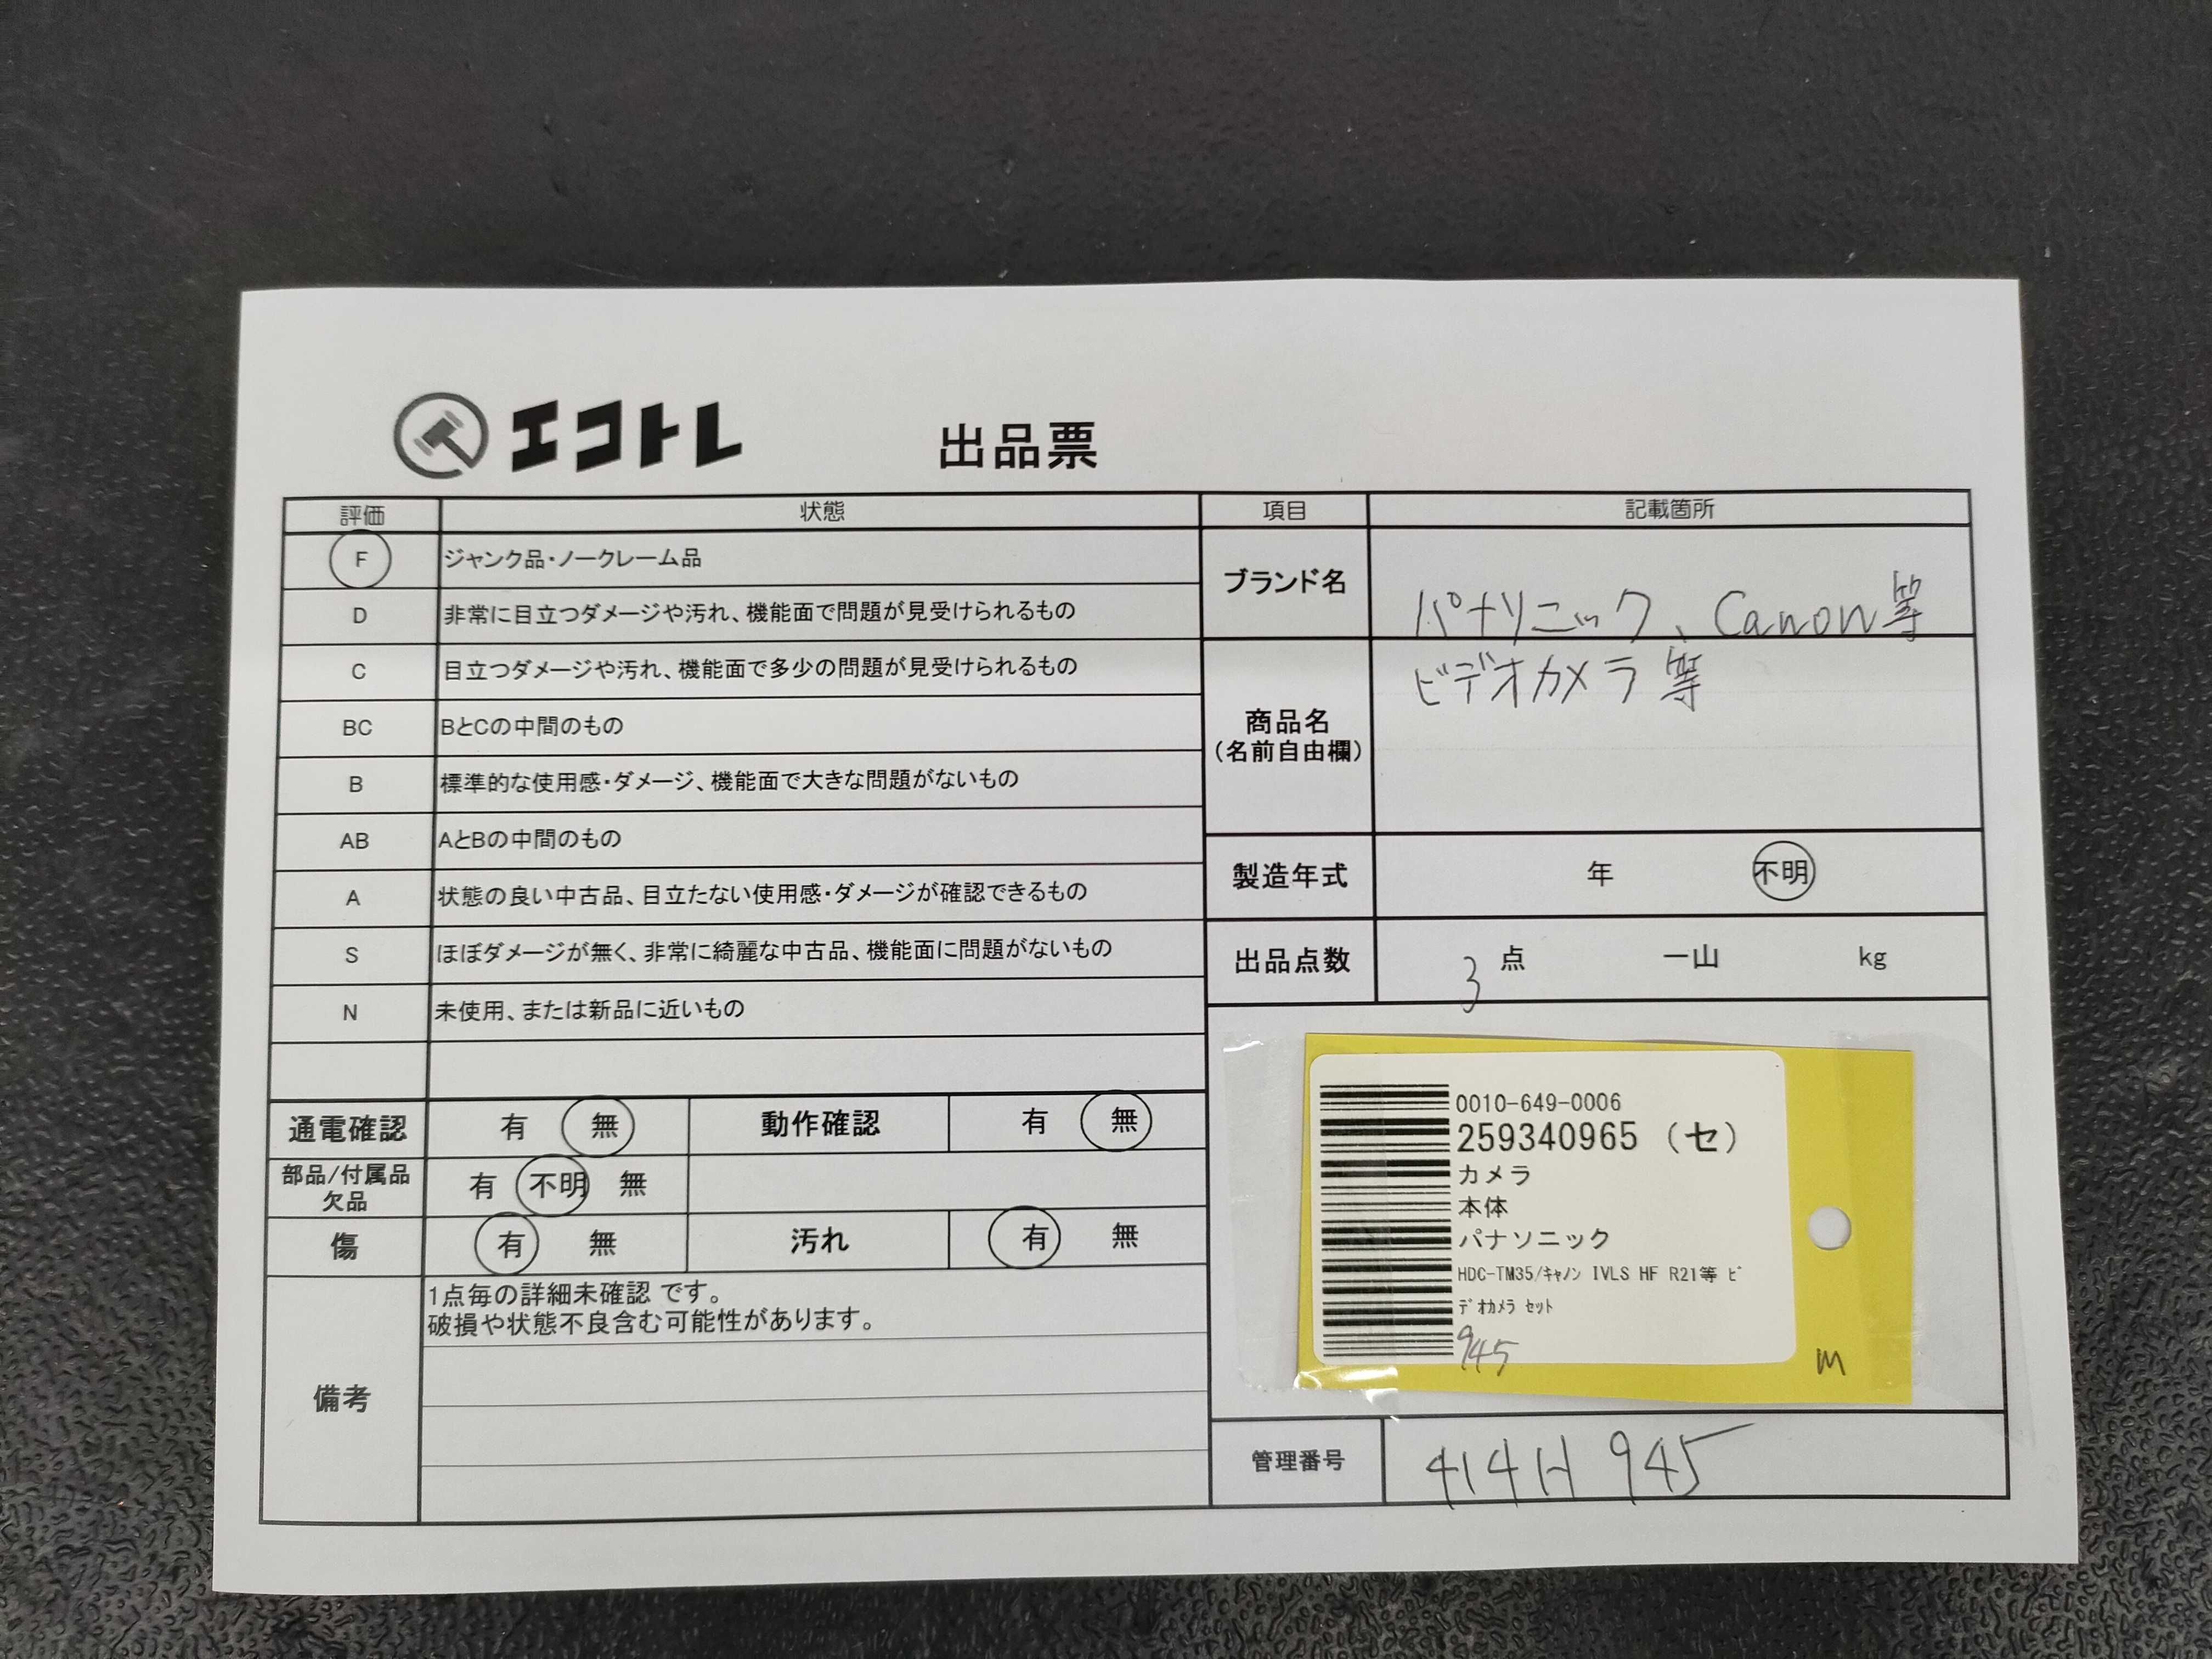 エコトレ
出品票
評価 状態
F ジャンク品・ノークレーム品
D 非常に目立つダメージや汚れ、機能面で問題が見受けられるもの
C 目立つダメージや汚れ、機能面で多少の問題が見受けられるもの
BC BとCの中間のもの
B 標準的な使用感・ダメージ、機能面で大きな問題がないもの
AB AとBの中間のもの
A 状態の良い中古品、目立たない使用感・ダメージが確認できるもの
S ほぼダメージが無く、非常に綺麗な中古品、機能面に問題がないもの
N 未使用、または新品に近いもの
通電確認 有 無 動作確認 有 無
部品/付属品
欠品
有 不明 無
傷 有 無 汚れ 有 無
備考
1点毎の詳細未確認 です。
破損や状態不良含む可能性があります。
項目 記載箇所
ブランド名 パナソニック、Canon等
商品名
(名前自由欄)
ビデオカメラ等
製造年式 年 不明
出品点数 3 点 一山 kg
0010-649-0006
259340965 (セ)
カメラ
本体
パナソニック
HDC-TM35/ｷｬﾉﾝ IVLS HF R21等 ﾋﾞ
ﾃﾞｵｶﾒﾗ ｾｯﾄ
945
M
管理番号 414H 945